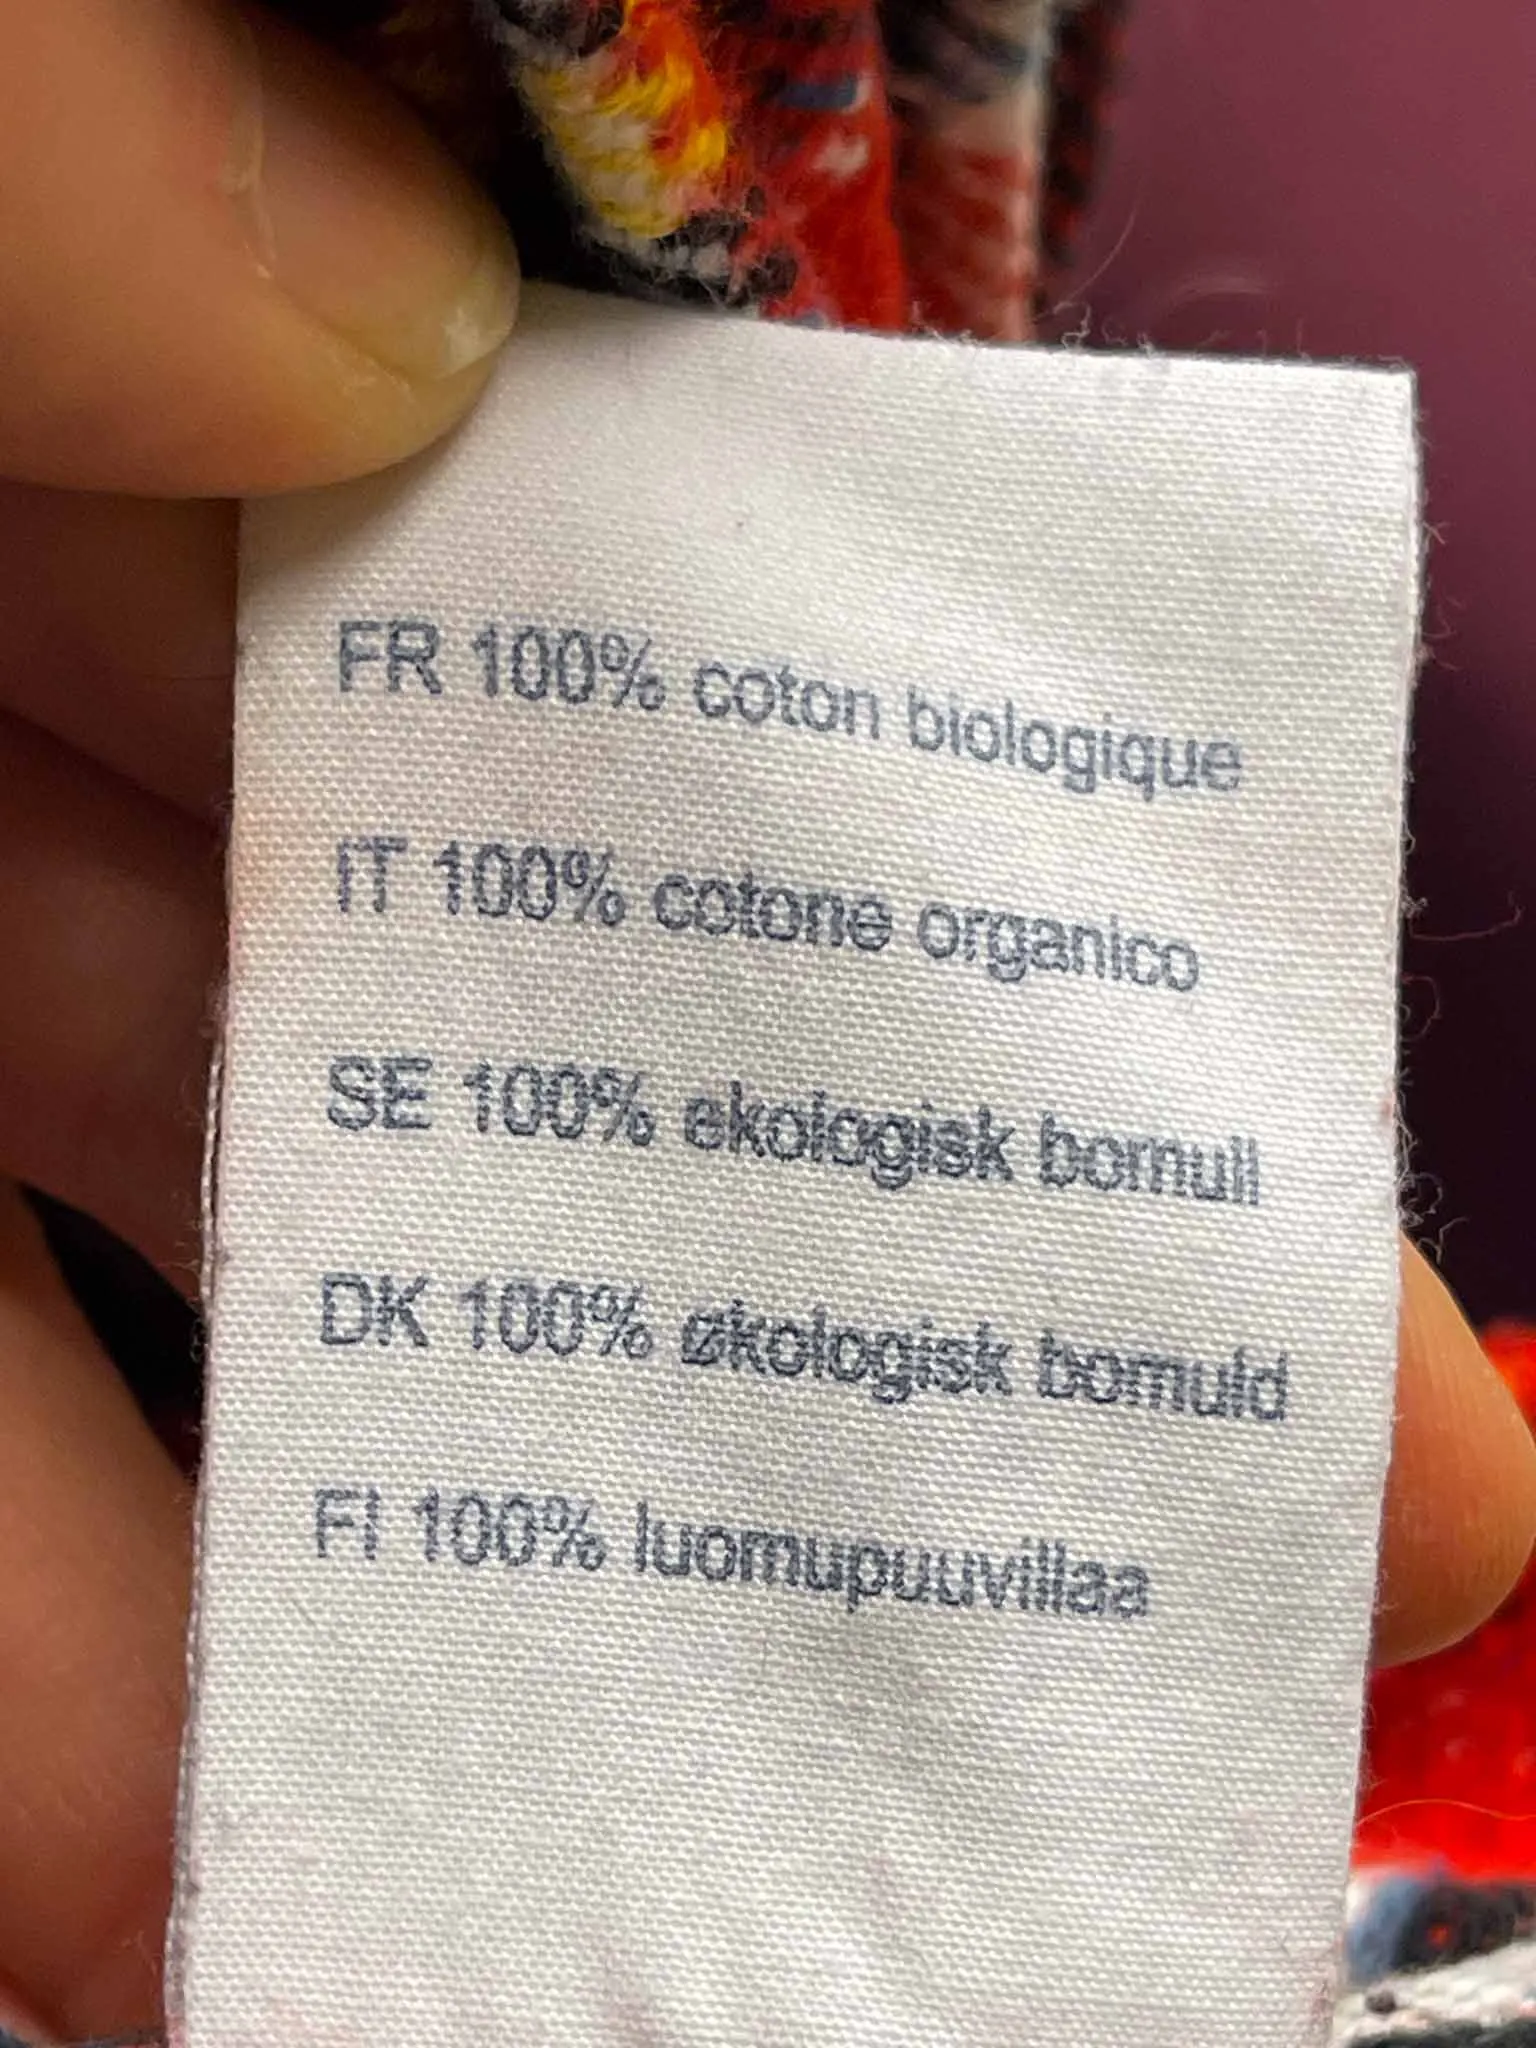 FR 100% coton biologique
IT 100% cotone organico
SE 100% ekologisk bomull
DK 100% økologisk bomuld
FI 100% luomupuuvillaa